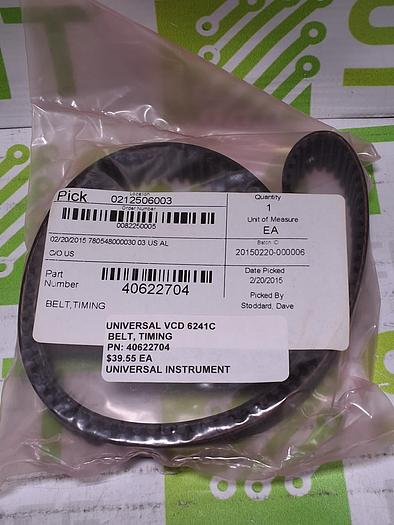 Pick
Location
0212506003
Order Number
0082250005
02/20/2015 780548000030 03 US AL
C/O US
Part Number
40622704
BELT,TIMING
Quantity
1
Unit of Measure
EA
Batch ID
20150220-000006
Date Picked
2/20/2015
Picked By
Stoddard, Dave
UNIVERSAL VCD 6241C
BELT, TIMING
PN: 40622704
$39.55 EA
UNIVERSAL INSTRUMENT